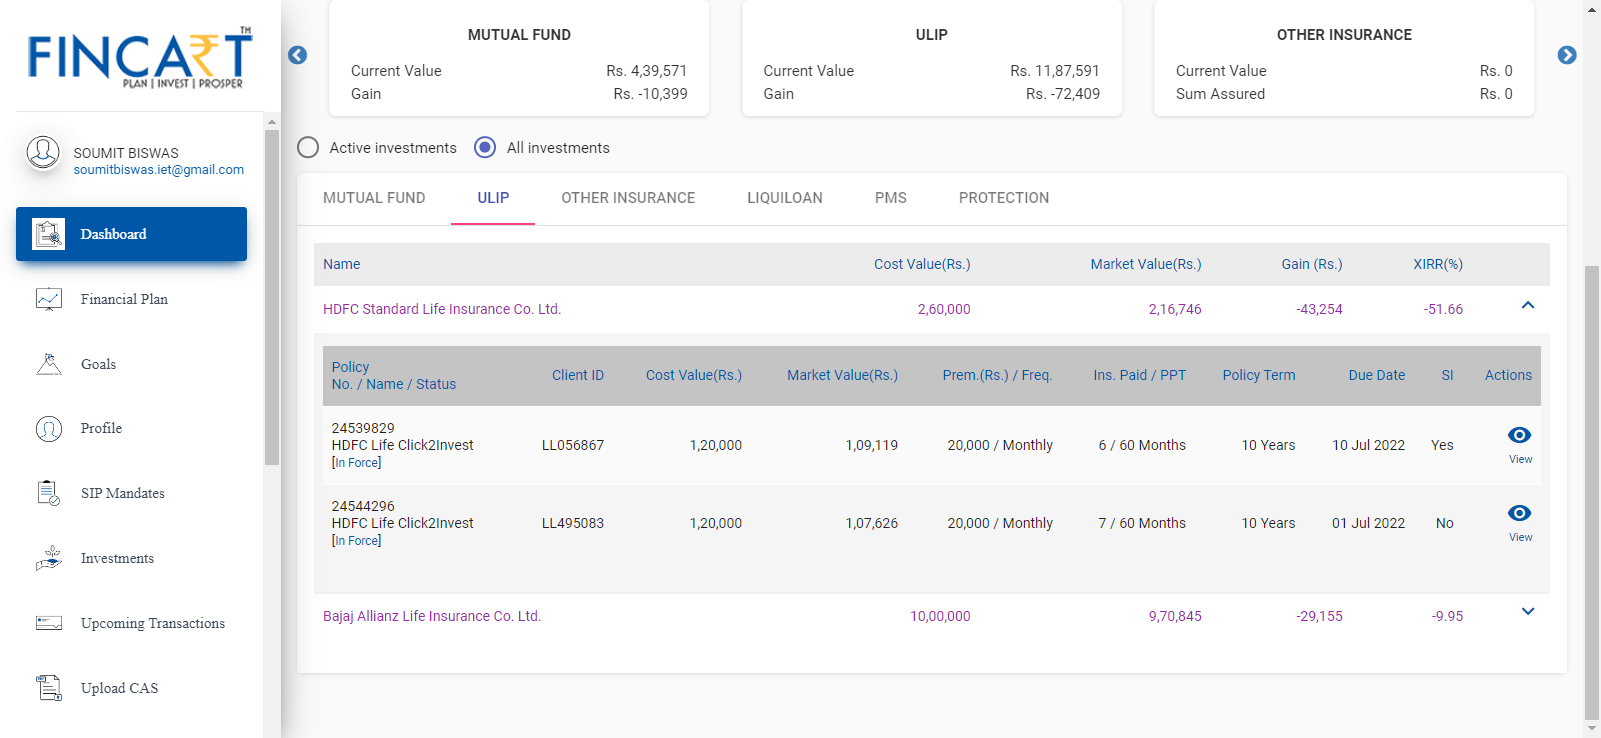 FINCART TM
PLAN | INVEST | PROSPER
SOUMIT BISWAS
soumitbiswas.iet@gmail.com
Dashboard
Financial Plan
Goals
Profile
SIP Mandates
Investments
Upcoming Transactions
Upload CAS
MUTUAL FUND
Current Value Rs. 4,39,571
Gain Rs. -10,399
ULIP
Current Value Rs. 11,87,591
Gain Rs. -72,409
OTHER INSURANCE
Current Value Rs. 0
Sum Assured Rs. 0
Active investments All investments
MUTUAL FUND ULIP OTHER INSURANCE LIQUILOAN PMS PROTECTION
Name Cost Value(Rs.) Market Value(Rs.) Gain (Rs.) XIRR(%)
HDFC Standard Life Insurance Co. Ltd. 2,60,000 2,16,746 -43,254 -51.66
Policy
No. / Name / Status Client ID Cost Value(Rs.) Market Value(Rs.) Prem.(Rs.) / Freq. Ins. Paid / PPT Policy Term Due Date SI Actions
24539829
HDFC Life Click2Invest LL056867 1,20,000 1,09,119 20,000 / Monthly 6 / 60 Months 10 Years 10 Jul 2022 Yes
[In Force] View
24544296
HDFC Life Click2Invest LL495083 1,20,000 1,07,626 20,000 / Monthly 7 / 60 Months 10 Years 01 Jul 2022 No
[In Force] View
Bajaj Allianz Life Insurance Co. Ltd. 10,00,000 9,70,845 -29,155 -9.95